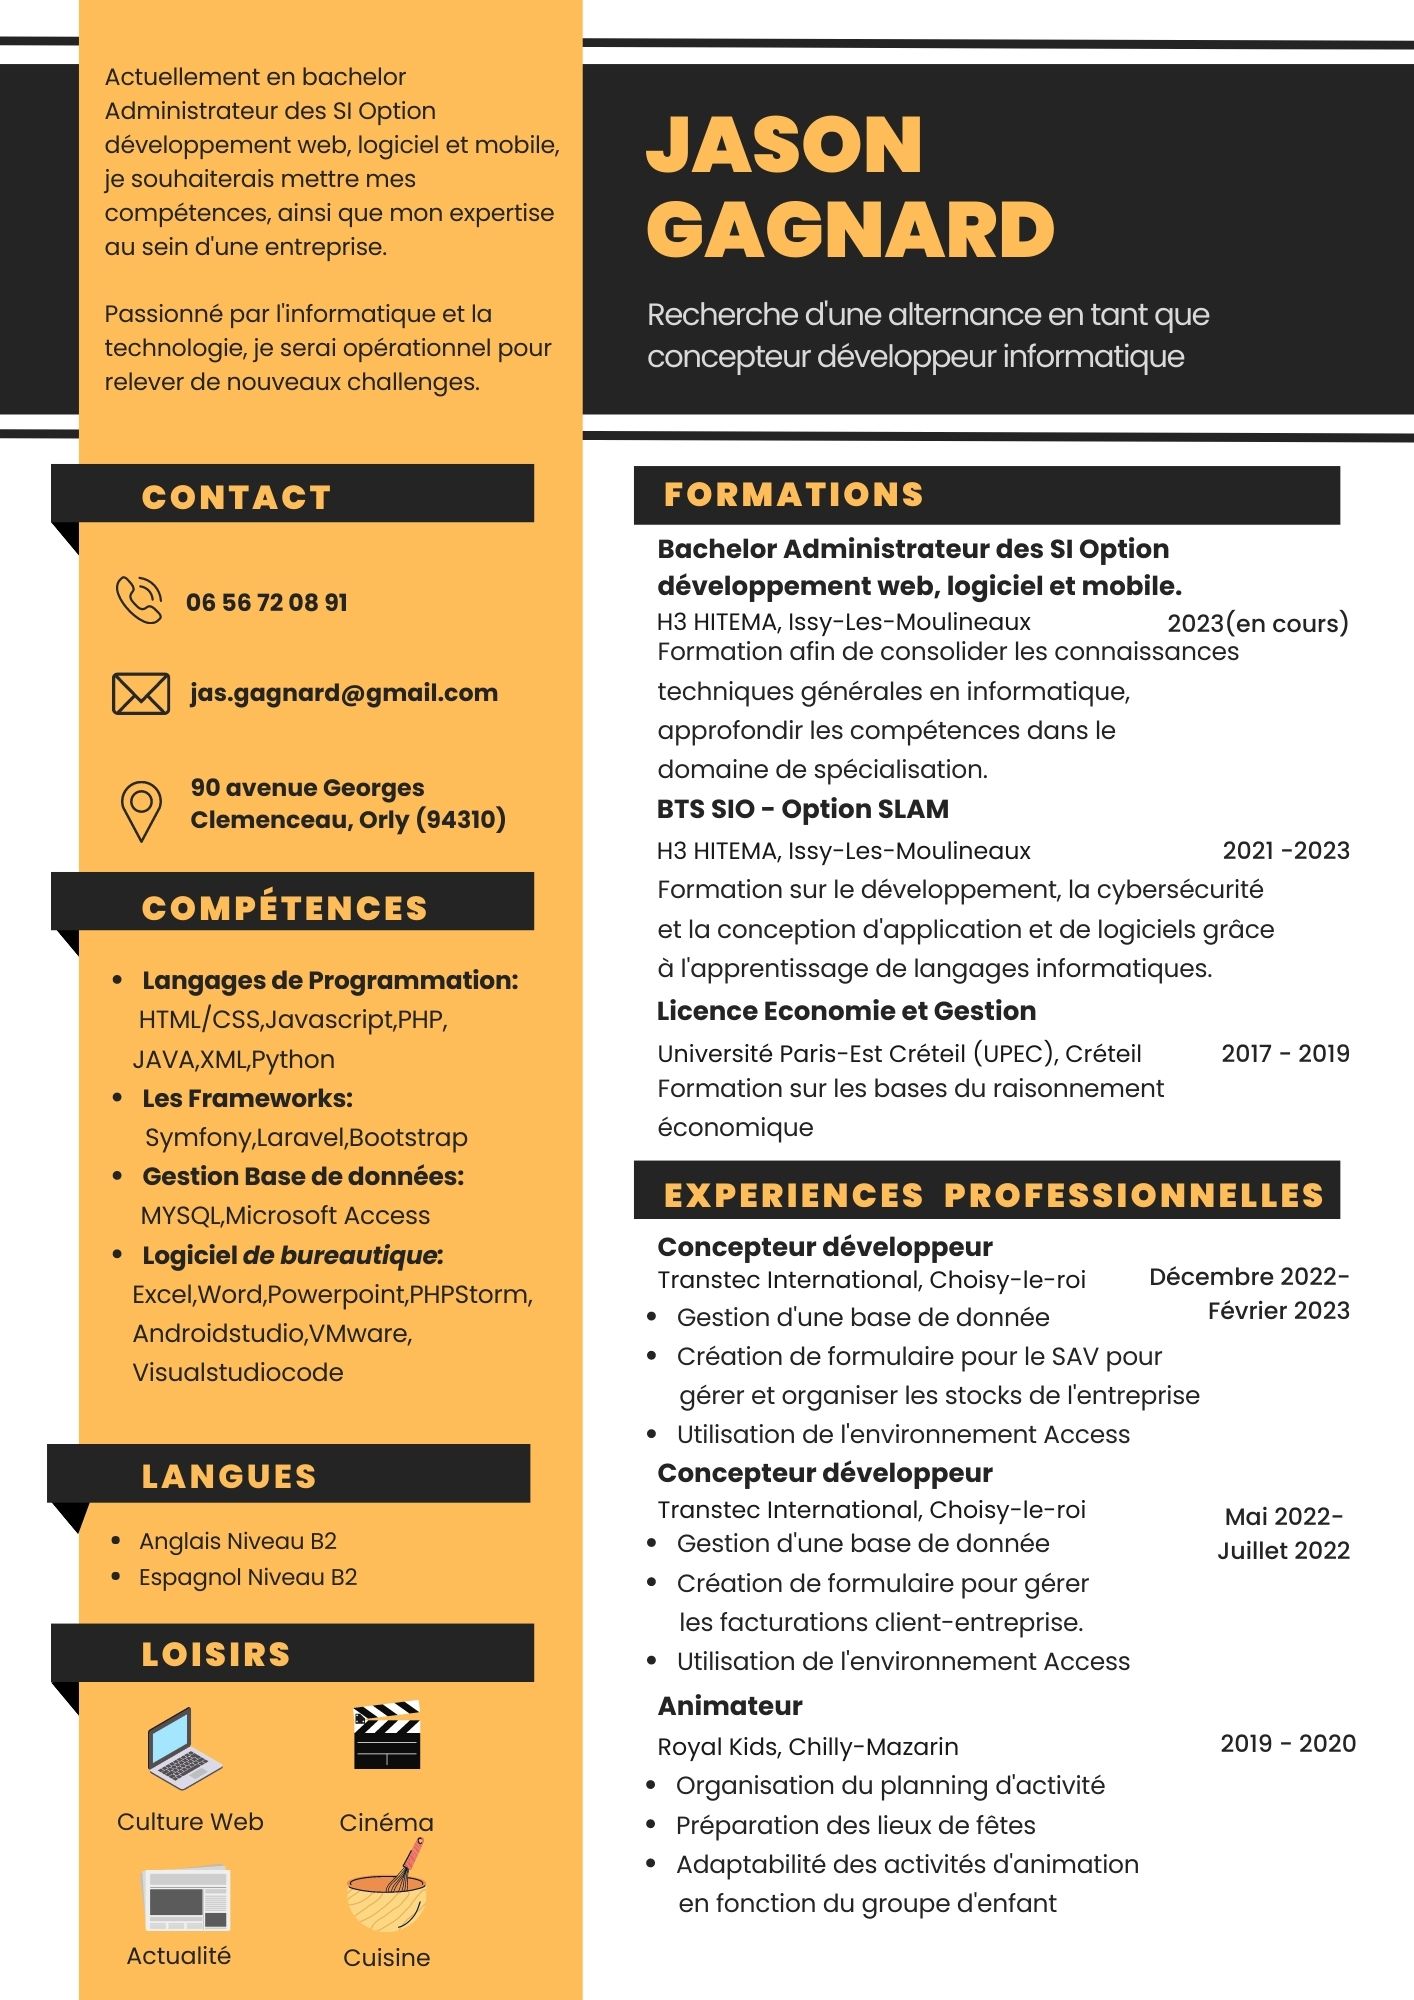 Actuellement en bachelor
Administrateur des SI Option
développement web, logiciel et mobile,
je souhaiterais mettre mes
compétences, ainsi que mon expertise
au sein d'une entreprise.
Passionné par l'informatique et la
technologie, je serai opérationnel pour
relever de nouveaux challenges.
JASON
GAGNARD
Recherche d'une alternance en tant que
concepteur développeur informatique
CONTACT
06 56 72 08 91
jas.gagnard@gmail.com
90 avenue Georges
Clemenceau, Orly (94310)
COMPÉTENCES
• Langages de Programmation:
HTML/CSS,Javascript,PHP,
JAVA,XML,Python
• Les Frameworks:
Symfony,Laravel,Bootstrap
• Gestion Base de données:
MYSQL,Microsoft Access
• Logiciel de bureautique:
Excel,Word,Powerpoint,PHPStorm,
Androidstudio,VMware,
Visualstudiocode
LANGUES
• Anglais Niveau B2
• Espagnol Niveau B2
LOISIRS
Culture Web
Cinéma
Actualité
Cuisine
FORMATIONS
Bachelor Administrateur des SI Option
développement web, logiciel et mobile.
H3 HITEMA, Issy-Les-Moulineaux 2023(en cours)
Formation afin de consolider les connaissances
techniques générales en informatique,
approfondir les compétences dans le
domaine de spécialisation.
BTS SIO - Option SLAM
H3 HITEMA, Issy-Les-Moulineaux 2021 -2023
Formation sur le développement, la cybersécurité
et la conception d'application et de logiciels grâce
à l'apprentissage de langages informatiques.
Licence Economie et Gestion
Université Paris-Est Créteil (UPEC), Créteil 2017 - 2019
Formation sur les bases du raisonnement
économique
EXPERIENCES PROFESSIONNELLES
Concepteur développeur
Transtec International, Choisy-le-roi Décembre 2022-
Février 2023
• Gestion d'une base de donnée
• Création de formulaire pour le SAV pour
gérer et organiser les stocks de l'entreprise
• Utilisation de l'environnement Access
Concepteur développeur
Transtec International, Choisy-le-roi Mai 2022-
Juillet 2022
• Gestion d'une base de donnée
• Création de formulaire pour gérer
les facturations client-entreprise.
• Utilisation de l'environnement Access
Animateur
Royal Kids, Chilly-Mazarin 2019 - 2020
• Organisation du planning d'activité
• Préparation des lieux de fêtes
• Adaptabilité des activités d'animation
en fonction du groupe d'enfant